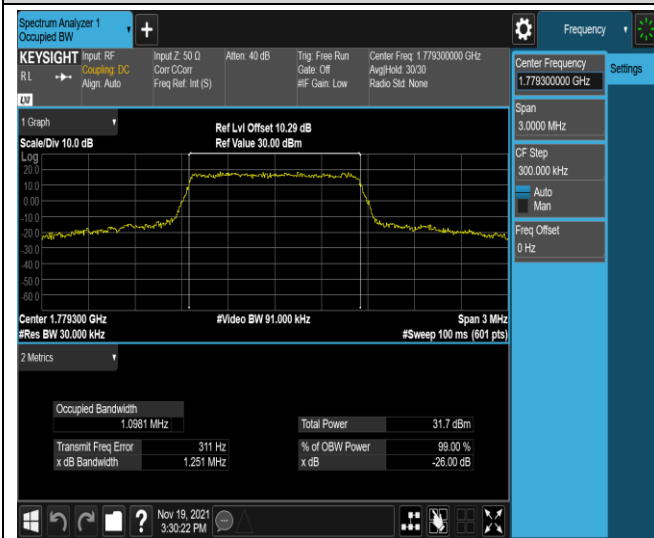 Spectrum Analyzer 1
Occupied BW
+
Frequency
KEYSIGHT Input: RF Input Z: 50 Ω Atten: 40 dB Trig: Free Run Center Freq: 1.779300000 GHz
RL Coupling: DC Corr CCorr Gate: Off Avg|Hold: 30/30
Align: Auto Freq Ref: Int (S) #IF Gain: Low Radio Std: None
LXI
Center Frequency
1.779300000 GHz
Settings
Span
3.0000 MHz
CF Step
300.000 kHz
Auto
Man
Freq Offset
0 Hz
1 Graph
Ref Lvl Offset 10.29 dB
Scale/Div 10.0 dB Ref Value 30.00 dBm
Log
20.0
10.0
0.00
-10.0
-20.0
-30.0
-40.0
-50.0
-60.0
Center 1.779300 GHz #Video BW 91.000 kHz Span 3 MHz
#Res BW 30.000 kHz #Sweep 100 ms (601 pts)
2 Metrics
Occupied Bandwidth
1.0981 MHz Total Power 31.7 dBm
Transmit Freq Error 311 Hz % of OBW Power 99.00 %
x dB Bandwidth 1.251 MHz x dB -26.00 dB
? Nov 19, 2021
3:30:22 PM